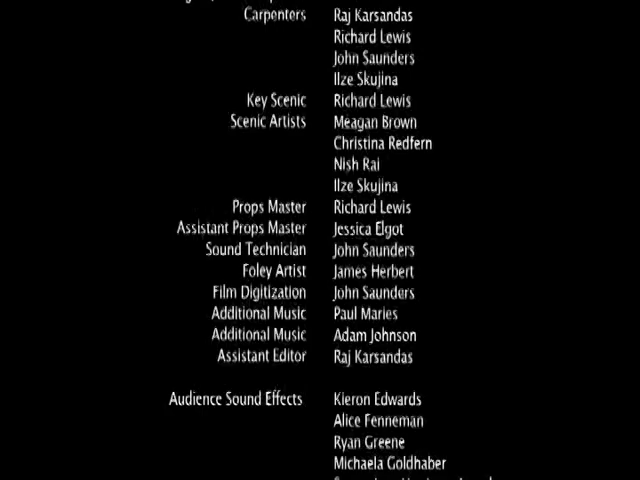 Carpenters Raj Karsandas
Richard Lewis
John Saunders
Ilze Skujina
Key Scenic Richard Lewis
Scenic Artists Meagan Brown
Christina Redfern
Nish Rai
Ilze Skujina
Props Master Richard Lewis
Assistant Props Master Jessica Elgot
Sound Technician John Saunders
Foley Artist James Herbert
Film Digitization John Saunders
Additional Music Paul Maries
Additional Music Adam Johnson
Assistant Editor Raj Karsandas
Audience Sound Effects Kieron Edwards
Alice Fenneman
Ryan Greene
Michaela Goldhaber